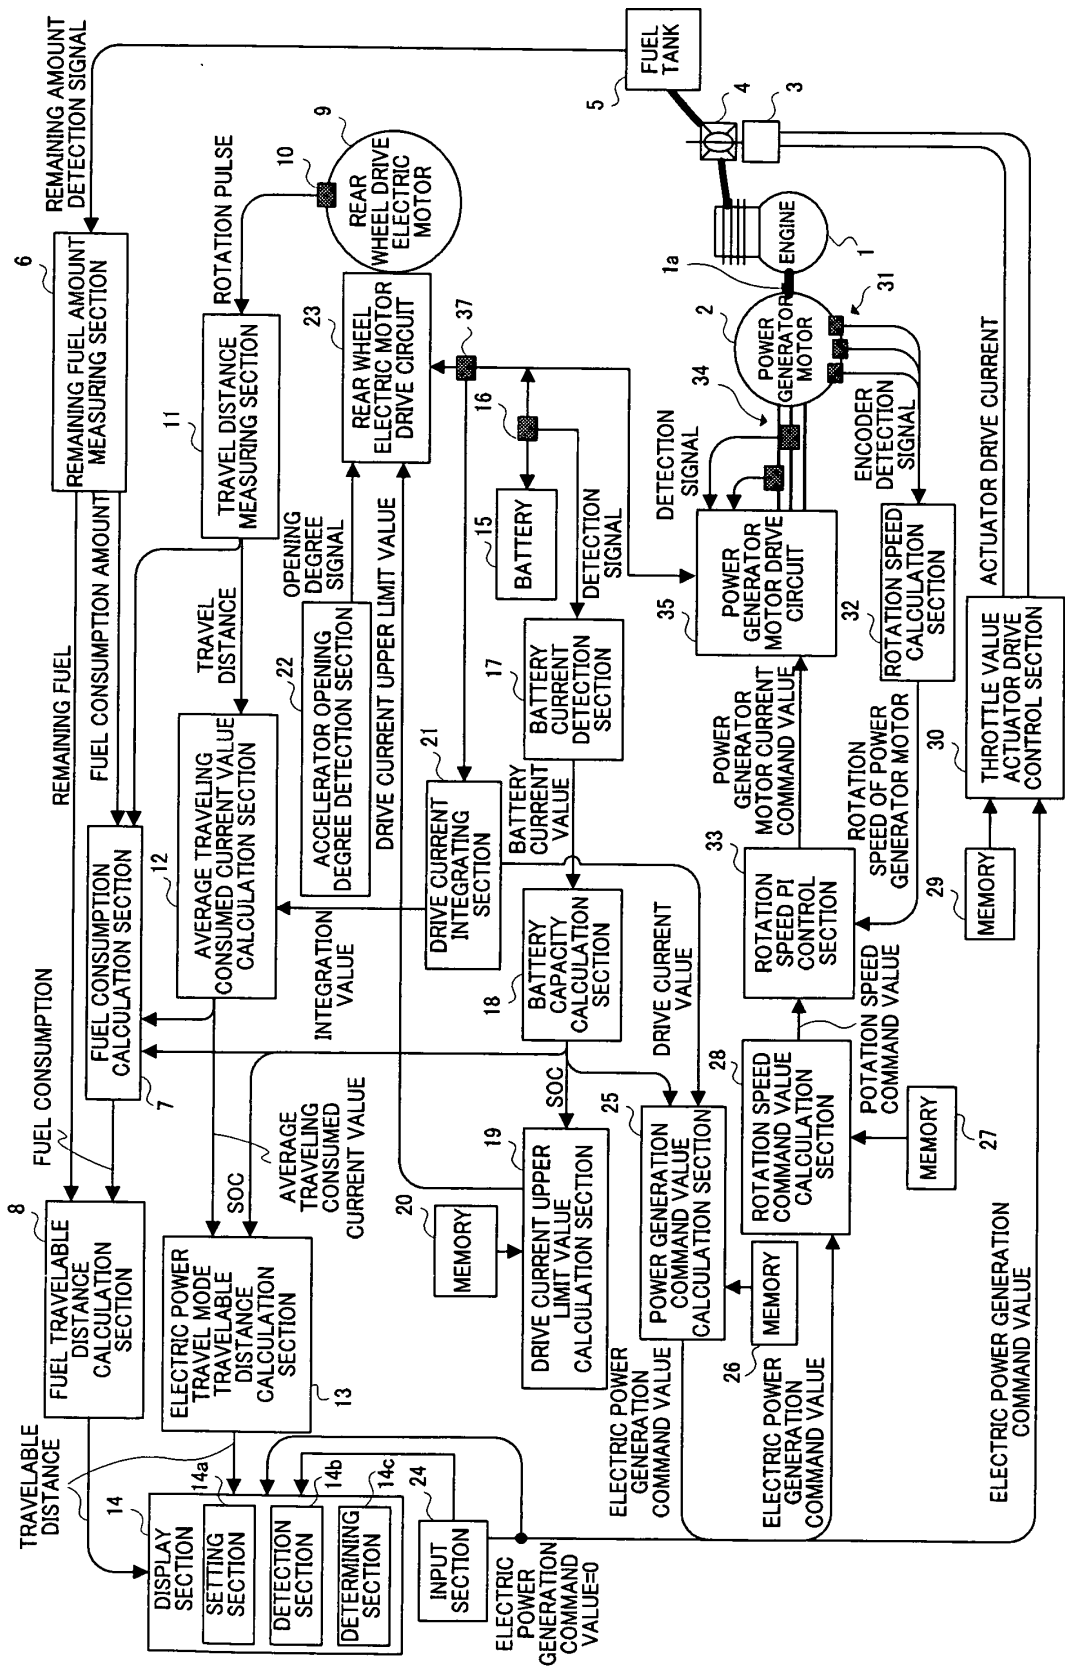 REMAINING AMOUNT
DETECTION SIGNAL
6
REMAINING FUEL AMOUNT
MEASURING SECTION
REMAINING FUEL
FUEL CONSUMPTION AMOUNT
FUEL CONSUMPTION
CALCULATION SECTION
7
FUEL CONSUMPTION
8
FUEL TRAVELABLE
DISTANCE
CALCULATION
SECTION
TRAVELABLE
DISTANCE
ROTATION PULSE
10
9
REAR
WHEEL DRIVE
ELECTRIC
MOTOR
11
TRAVEL DISTANCE
MEASURING SECTION
TRAVEL
DISTANCE
12
AVERAGE TRAVELING
CONSUMED CURRENT VALUE
CALCULATION SECTION
INTEGRATION
VALUE
SOC
AVERAGE
TRAVELING
CONSUMED
CURRENT VALUE
ELECTRIC POWER
TRAVEL MODE
TRAVELABLE
DISTANCE
CALCULATION
SECTION
13
14
DISPLAY
SECTION
14a
SETTING
SECTION
14b
DETECTION
SECTION
14c
DETERMINING
SECTION
24
INPUT
SECTION
ELECTRIC
POWER
GENERATION
COMMAND
VALUE=0
23
REAR WHEEL
ELECTRIC MOTOR
DRIVE CIRCUIT
37
OPENING
DEGREE
SIGNAL
22
ACCELERATOR OPENING
DEGREE DETECTION SECTION
DRIVE CURRENT UPPER LIMIT VALUE
21
DRIVE CURRENT
INTEGRATING
SECTION
16
15
BATTERY
DETECTION
SIGNAL
17
BATTERY
CURRENT
DETECTION
SECTION
BATTERY
CURRENT
VALUE
18
BATTERY
CAPACITY
CALCULATION
SECTION
SOC
DRIVE CURRENT
VALUE
19
DRIVE CURRENT UPPER
LIMIT VALUE
CALCULATION SECTION
20
MEMORY
25
POWER GENERATION
COMMAND VALUE
CALCULATION SECTION
MEMORY
26
ELECTRIC POWER
GENERATION
COMMAND VALUE
ELECTRIC POWER
GENERATION
COMMAND VALUE
FUEL
TANK
5
4
3
ENGINE
1
1a
2
POWER
GENERATOR
MOTOR
31
34
DETECTION
SIGNAL
ENCODER
DETECTION
SIGNAL
POWER
GENERATOR
MOTOR DRIVE
CIRCUIT
35
ROTATION SPEED
CALCULATION
SECTION
32
ACTUATOR DRIVE CURRENT
THROTTLE VALUE
ACTUATOR DRIVE
CONTROL SECTION
30
POWER
GENERATOR
MOTOR CURRENT
COMMAND VALUE
ROTATION
SPEED OF POWER
GENERATOR MOTOR
33
ROTATION
SPEED PI
CONTROL
SECTION
MEMORY
29
POTATION SPEED
COMMAND VALUE
28
ROTATION SPEED
COMMAND VALUE
CALCULATION
SECTION
MEMORY
27
ELECTRIC POWER GENERATION
COMMAND VALUE